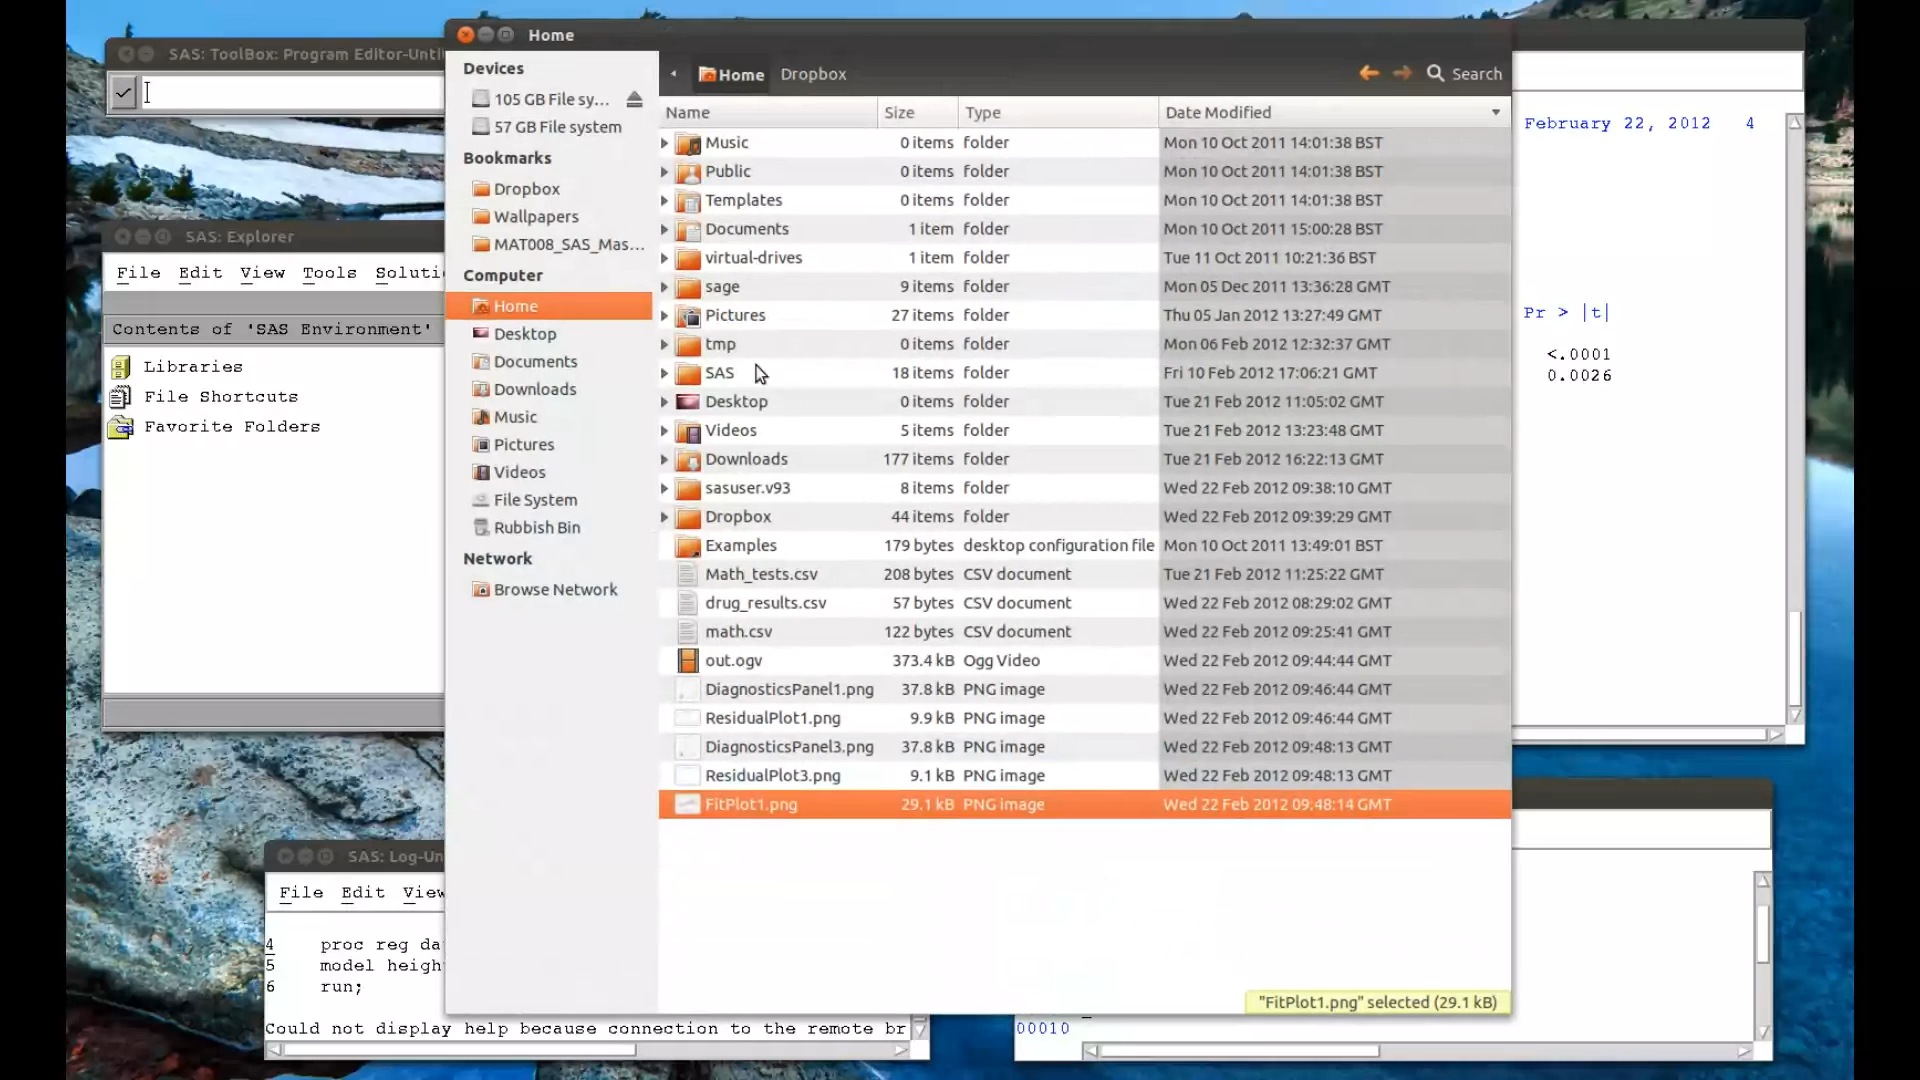 SAS: ToolBox: Program Editor-Unti
SAS: Explorer
File Edit View Tools Soluti
Contents of 'SAS Environment'
Libraries
File Shortcuts
Favorite Folders
SAS: Log-Un
File Edit View
4 proc reg da
5 model heigh
6 run;
Could not display help because connection to the remote br
Home
Devices
105 GB File sy...
57 GB File system
Bookmarks
Dropbox
Wallpapers
MAT008_SAS_Mas...
Computer
Home
Desktop
Documents
Downloads
Music
Pictures
Videos
File System
Rubbish Bin
Network
Browse Network
Home Dropbox Search
Name Size Type Date Modified
Music 0 items folder Mon 10 Oct 2011 14:01:38 BST
Public 0 items folder Mon 10 Oct 2011 14:01:38 BST
Templates 0 items folder Mon 10 Oct 2011 14:01:38 BST
Documents 1 item folder Mon 10 Oct 2011 15:00:28 BST
virtual-drives 1 item folder Tue 11 Oct 2011 10:21:36 BST
sage 9 items folder Mon 05 Dec 2011 13:36:28 GMT
Pictures 27 items folder Thu 05 Jan 2012 13:27:49 GMT
tmp 0 items folder Mon 06 Feb 2012 12:32:37 GMT
SAS 18 items folder Fri 10 Feb 2012 17:06:21 GMT
Desktop 0 items folder Tue 21 Feb 2012 11:05:02 GMT
Videos 5 items folder Tue 21 Feb 2012 13:23:48 GMT
Downloads 177 items folder Tue 21 Feb 2012 16:22:13 GMT
sasuser.v93 8 items folder Wed 22 Feb 2012 09:38:10 GMT
Dropbox 44 items folder Wed 22 Feb 2012 09:39:29 GMT
Examples 179 bytes desktop configuration file Mon 10 Oct 2011 13:49:01 BST
Math_tests.csv 208 bytes CSV document Tue 21 Feb 2012 11:25:22 GMT
drug_results.csv 57 bytes CSV document Wed 22 Feb 2012 08:29:02 GMT
math.csv 122 bytes CSV document Wed 22 Feb 2012 09:25:41 GMT
out.ogv 373.4 kB Ogg Video Wed 22 Feb 2012 09:44:44 GMT
DiagnosticsPanel1.png 37.8 kB PNG image Wed 22 Feb 2012 09:46:44 GMT
ResidualPlot1.png 9.9 kB PNG image Wed 22 Feb 2012 09:46:44 GMT
DiagnosticsPanel3.png 37.8 kB PNG image Wed 22 Feb 2012 09:48:13 GMT
ResidualPlot3.png 9.1 kB PNG image Wed 22 Feb 2012 09:48:13 GMT
FitPlot1.png 29.1 kB PNG image Wed 22 Feb 2012 09:48:14 GMT
"FitPlot1.png" selected (29.1 kB)
February 22, 2012 4
Pr > |t|
<.0001
0.0026
00010